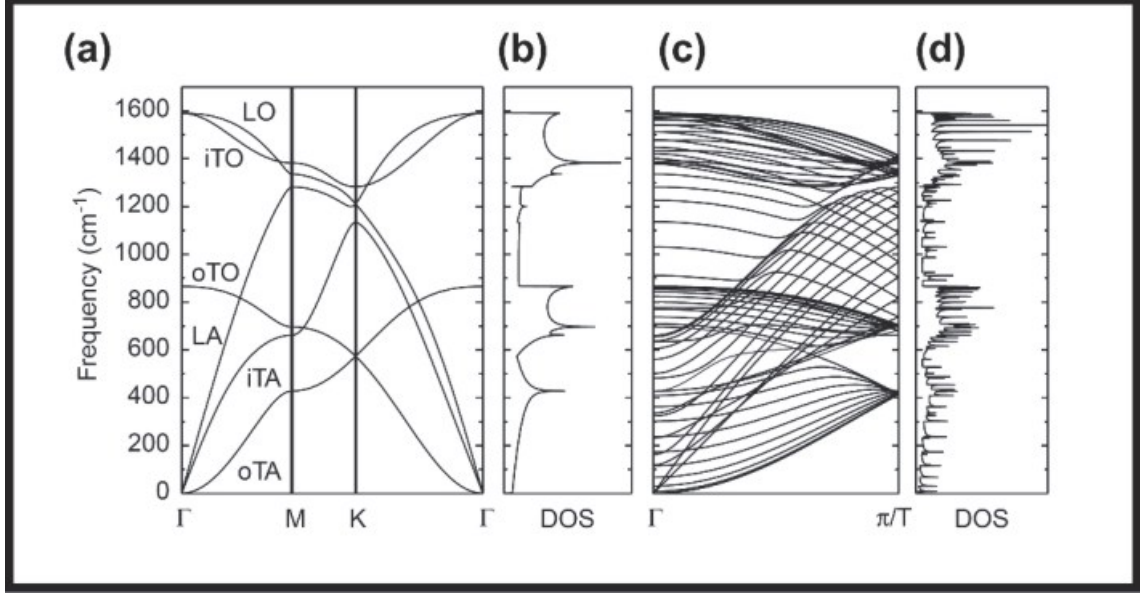 (a)
(b)
(c)
(d)
Frequency (cm-1)
1600
1400
1200
1000
800
600
400
200
0
LO
iTO
oTO
LA
iTA
oTA
Γ
M
K
Γ
DOS
Γ
π/T
DOS